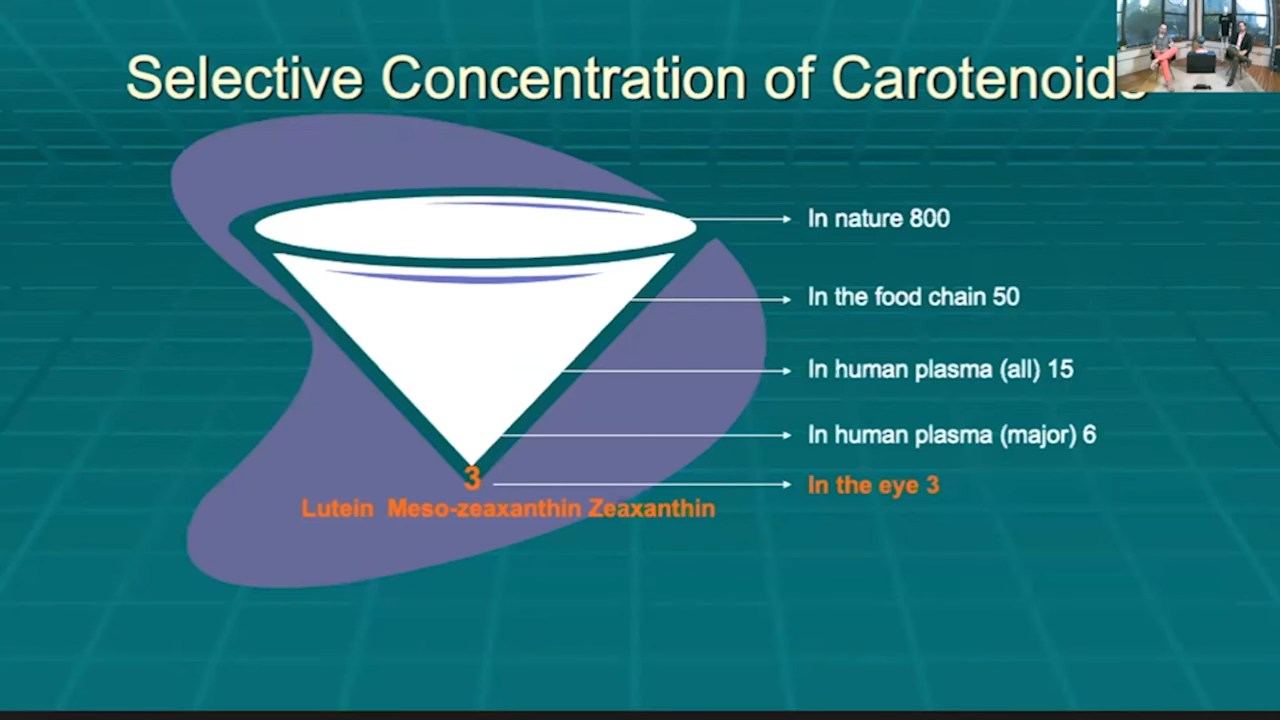 Selective Concentration of Carotenoids
In nature 800
In the food chain 50
In human plasma (all) 15
In human plasma (major) 6
3
In the eye 3
Lutein Meso-zeaxanthin Zeaxanthin